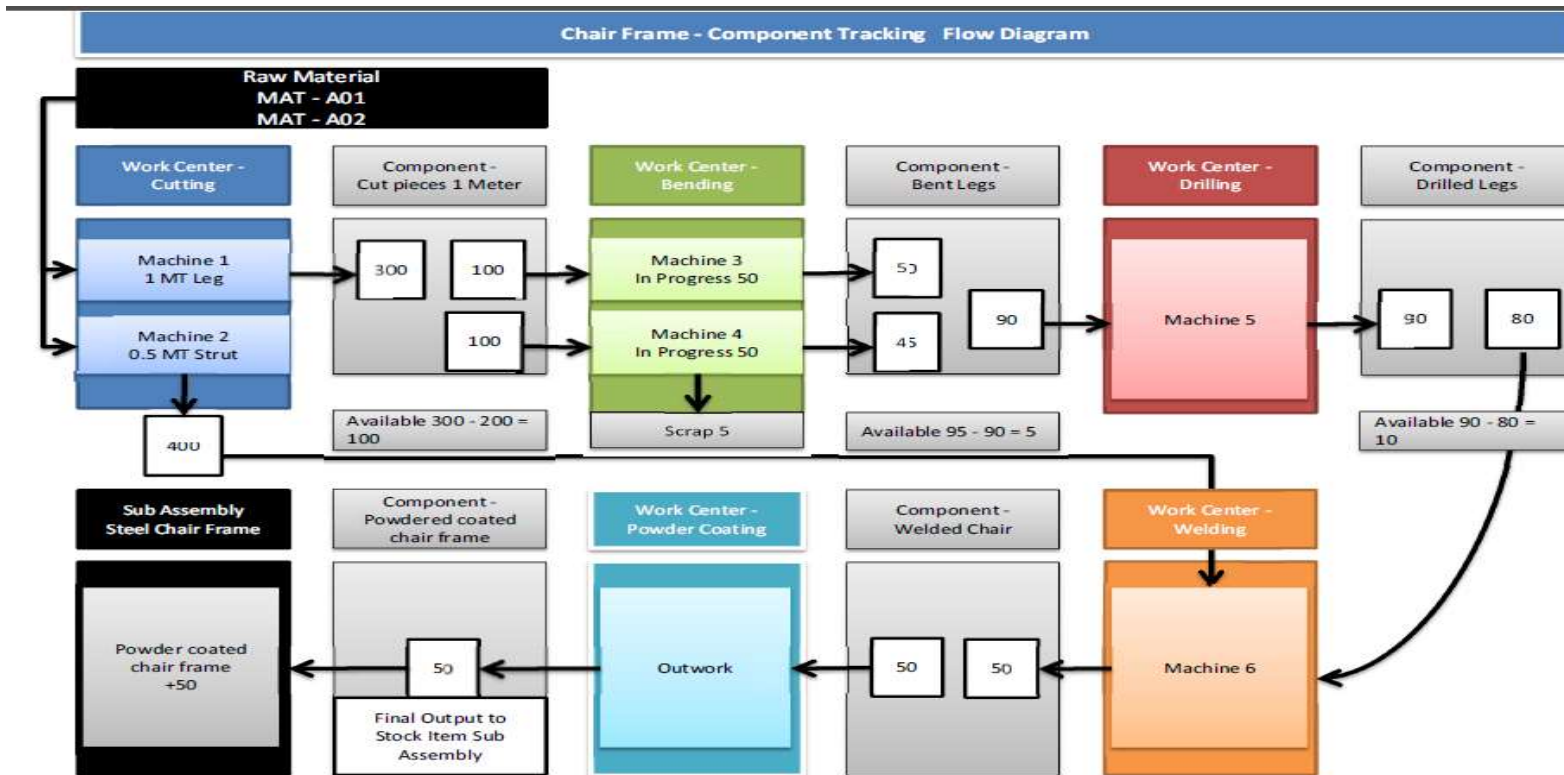 Chair Frame - Component Tracking Flow Diagram
Raw Material
MAT - A01
MAT - A02
Work Center -
Cutting
Component -
Cut pieces 1 Meter
Work Center -
Bending
Component -
Bent Legs
Work Center -
Drilling
Component -
Drilled Legs
Machine 1
1 MT Leg
300
100
Machine 3
In Progress 50
50
Machine 2
0.5 MT Strut
100
Machine 4
In Progress 50
45
90
Machine 5
90
80
400
Available 300 - 200 =
100
Scrap 5
Available 95 - 90 = 5
Available 90 - 80 =
10
Sub Assembly
Steel Chair Frame
Component -
Powdered coated
chair frame
Work Center -
Powder Coating
Component -
Welded Chair
Work Center -
Welding
Powder coated
chair frame
+50
50
Final Output to
Stock Item Sub
Assembly
Outwork
50
50
Machine 6